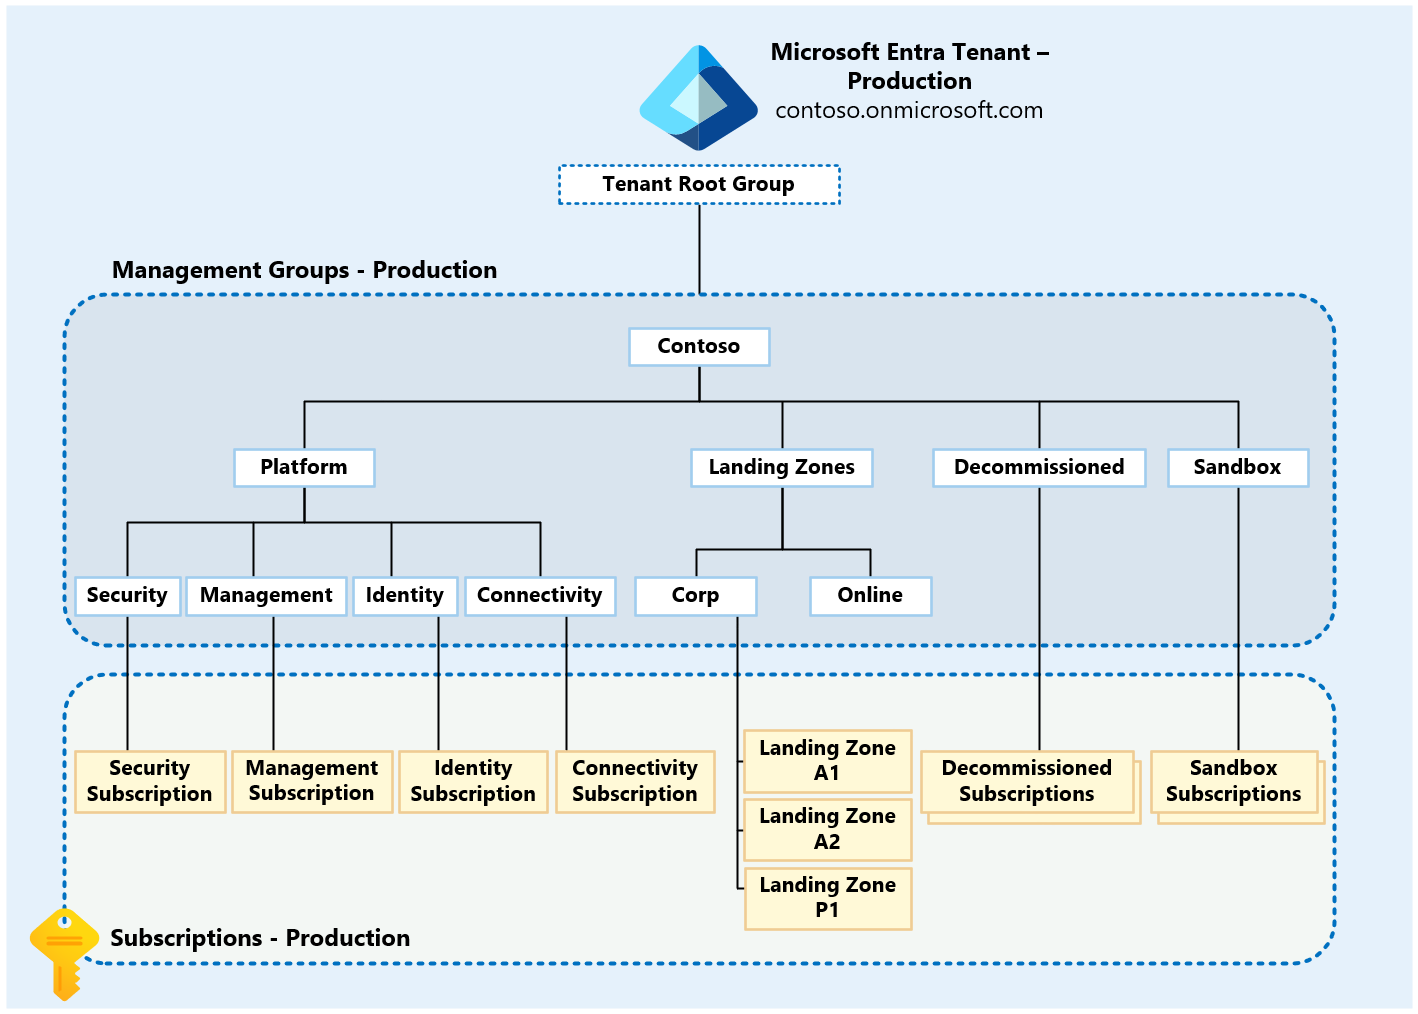 Microsoft Entra Tenant –
Production
contoso.onmicrosoft.com
Tenant Root Group
Management Groups - Production
Contoso
Platform
Landing Zones
Decommissioned
Sandbox
Security
Management
Identity
Connectivity
Corp
Online
Security
Subscription
Management
Subscription
Identity
Subscription
Connectivity
Subscription
Landing Zone
A1
Landing Zone
A2
Landing Zone
P1
Decommissioned
Subscriptions
Sandbox
Subscriptions
Subscriptions - Production